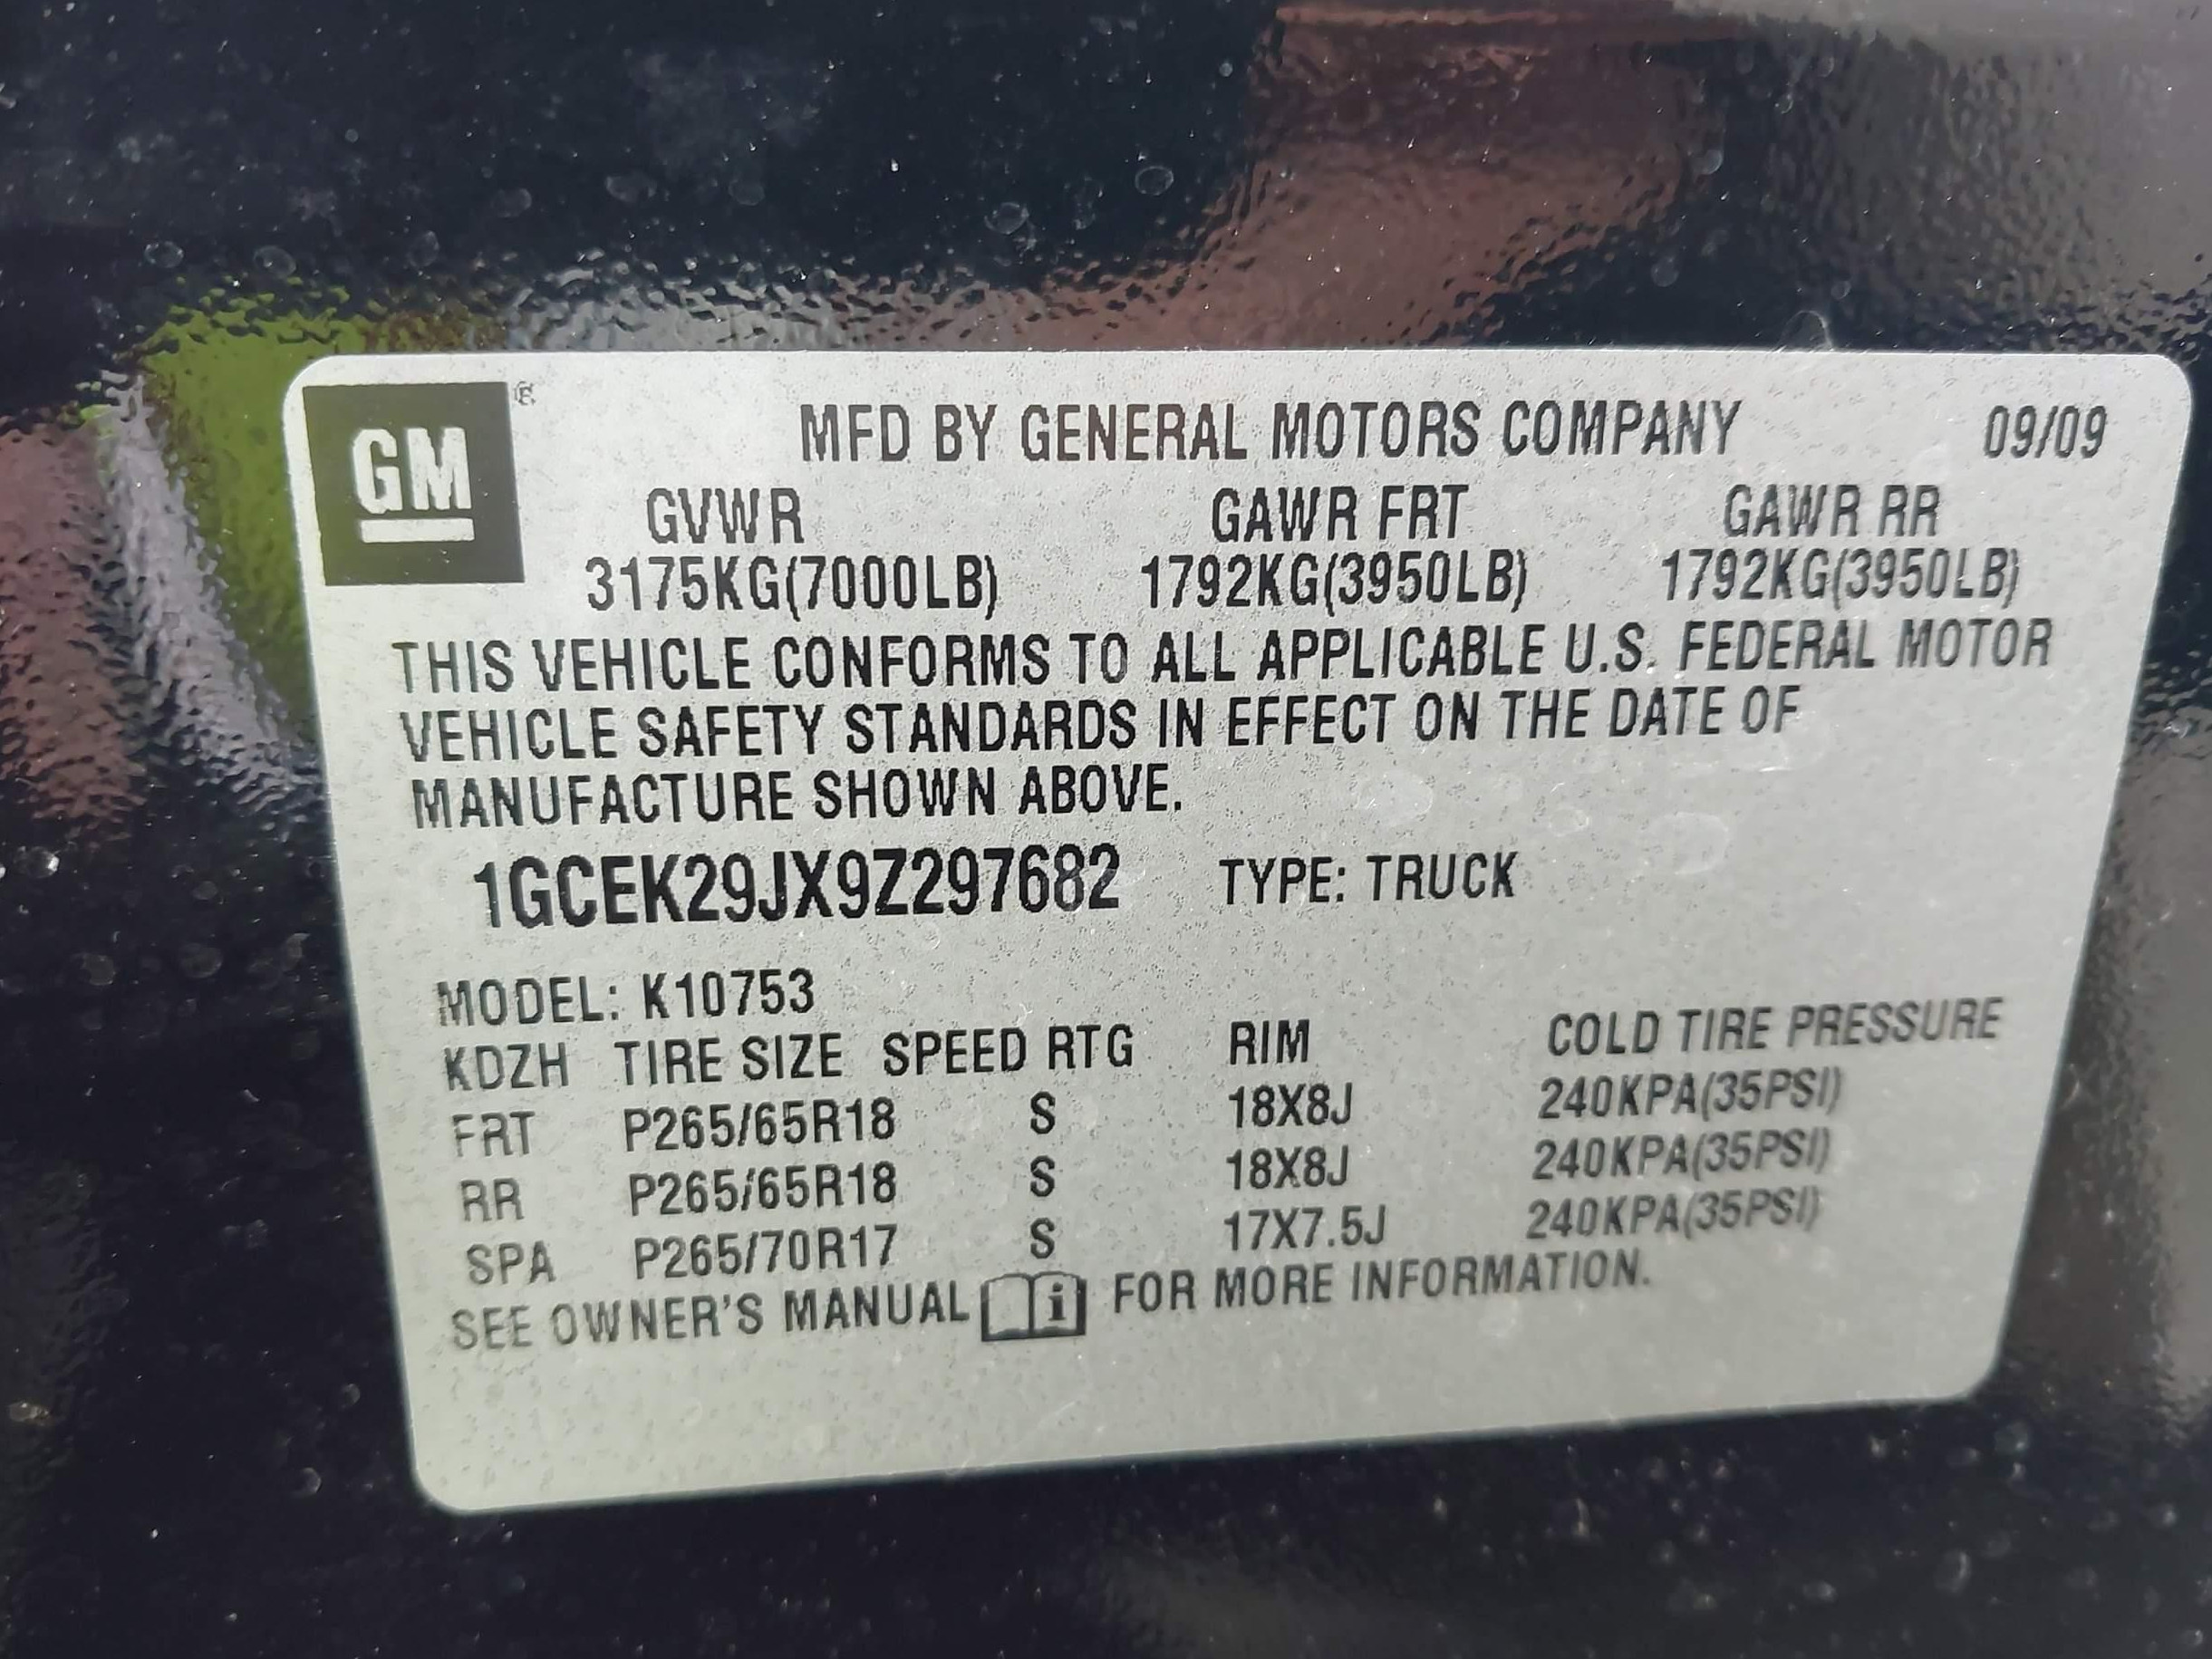 GM ®
MFD BY GENERAL MOTORS COMPANY 09/09
GVWR GAWR FRT GAWR RR
3175KG(7000LB) 1792KG(3950LB) 1792KG(3950LB)
THIS VEHICLE CONFORMS TO ALL APPLICABLE U.S. FEDERAL MOTOR
VEHICLE SAFETY STANDARDS IN EFFECT ON THE DATE OF
MANUFACTURE SHOWN ABOVE.
1GCEK29JX9Z297682 TYPE: TRUCK
MODEL: K10753
KDZH TIRE SIZE SPEED RTG RIM COLD TIRE PRESSURE
FRT P265/65R18 S 18X8J 240KPA(35PSI)
RR P265/65R18 S 18X8J 240KPA(35PSI)
SPA P265/70R17 S 17X7.5J 240KPA(35PSI)
SEE OWNER'S MANUAL i FOR MORE INFORMATION.